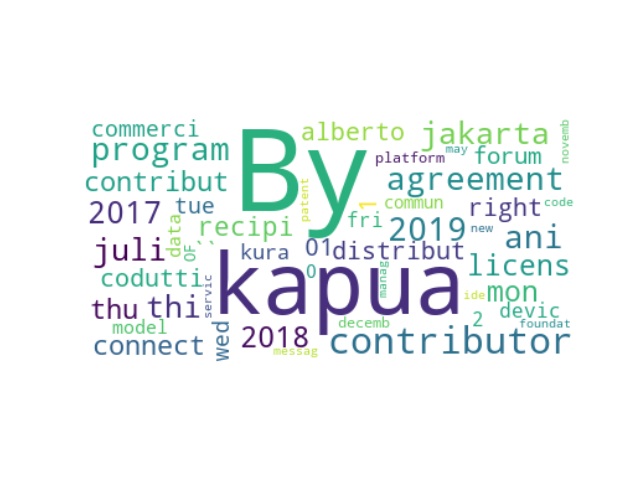 commerci
By
alberto
jakarta
may
novemb
program
platform
forum
contribut
patent
agreement
2017
tue
recipi
1
fri
commun
right
code
data
2019
new
ani
juli
OF
``
kura
01
distribut
codutti
servic
kapua
0
manag
licens
thu
thi
ide
mon
model
wed
2018
decemb
2
devic
connect
messag
contributor
foundat